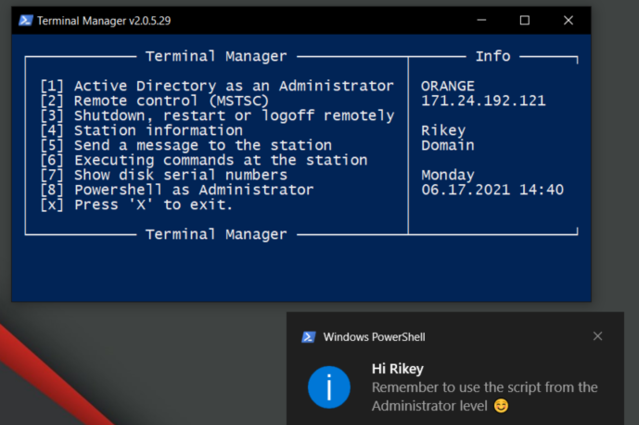 Terminal Manager v2.0.5.29
Terminal Manager
[1] Active Directory as an Administrator
[2] Remote control (MSTSC)
[3] Shutdown, restart or logoff remotely
[4] Station information
[5] Send a message to the station
[6] Executing commands at the station
[7] Show disk serial numbers
[8] Powershell as Administrator
[x] Press 'X' to exit.
Terminal Manager
Info
ORANGE
171.24.192.121
Rikey
Domain
Monday
06.17.2021 14:40
Windows PowerShell
Hi Rikey
Remember to use the script from the
Administrator level 😊